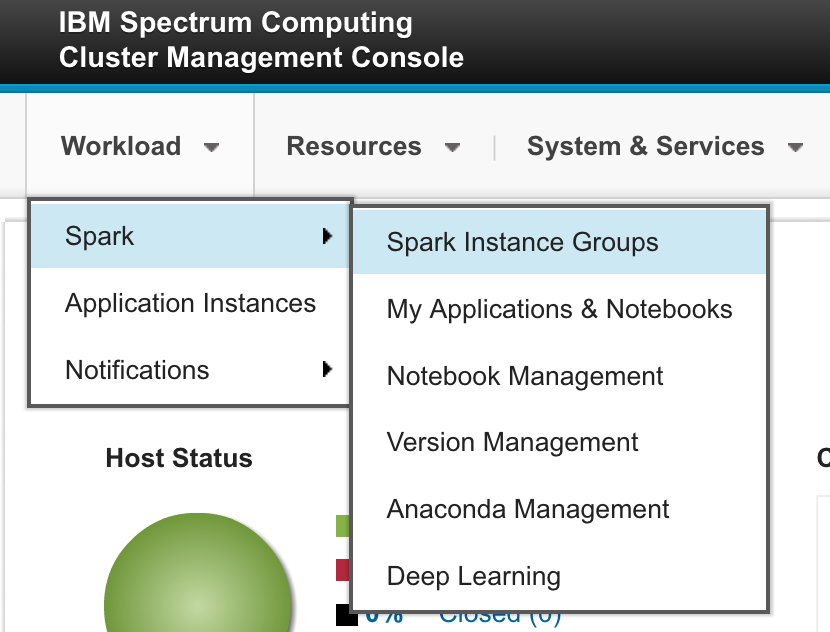 IBM Spectrum Computing
Cluster Management Console
Workload
Resources
System & Services
Spark
Application Instances
Notifications
Spark Instance Groups
My Applications & Notebooks
Notebook Management
Version Management
Anaconda Management
Deep Learning
Host Status
0% Closed (0)